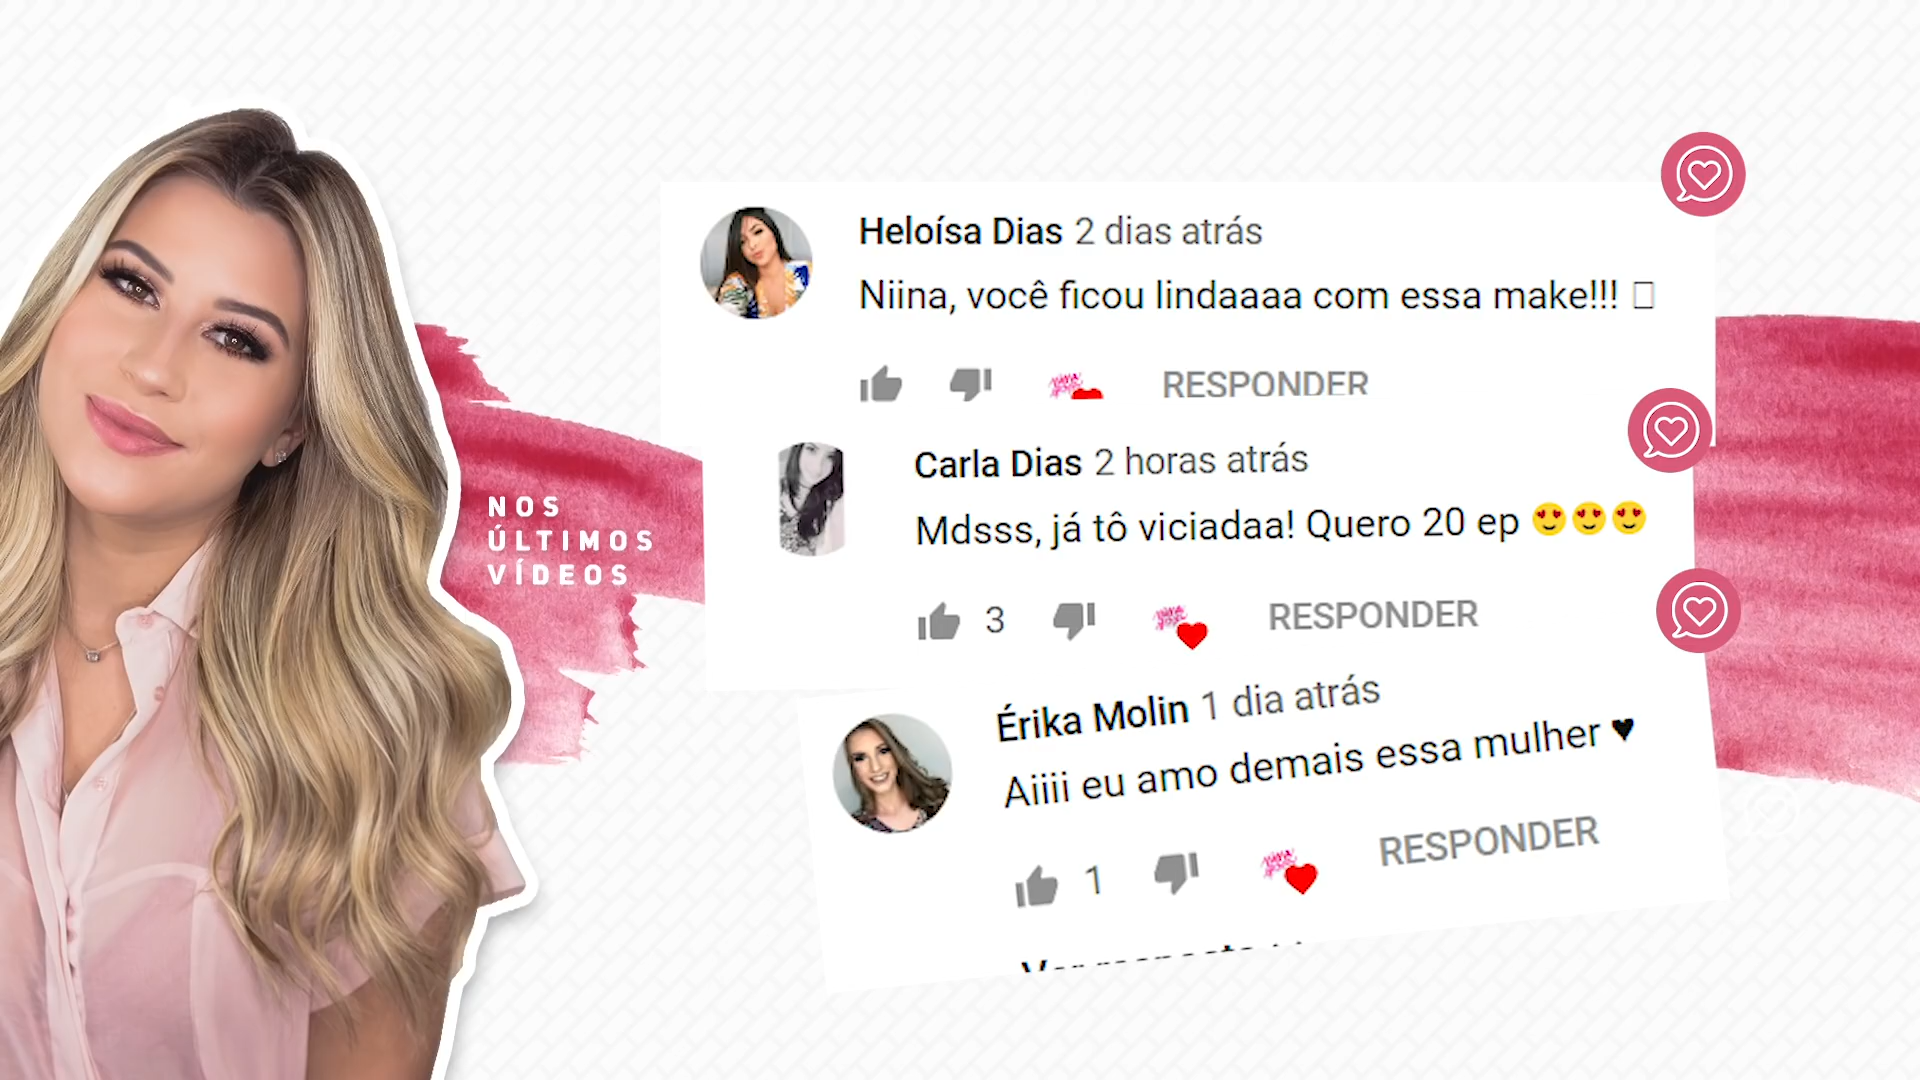 NOS
ÚLTIMOS
VÍDEOS
Heloísa Dias 2 dias atrás
Niina, você ficou lindaaaa com essa make!!!
RESPONDER
Carla Dias 2 horas atrás
Mdsss, já tô viciadaa! Quero 20 ep 😍😍😍
3 RESPONDER
Érika Molin 1 dia atrás
Aiiii eu amo demais essa mulher ♥
1 RESPONDER